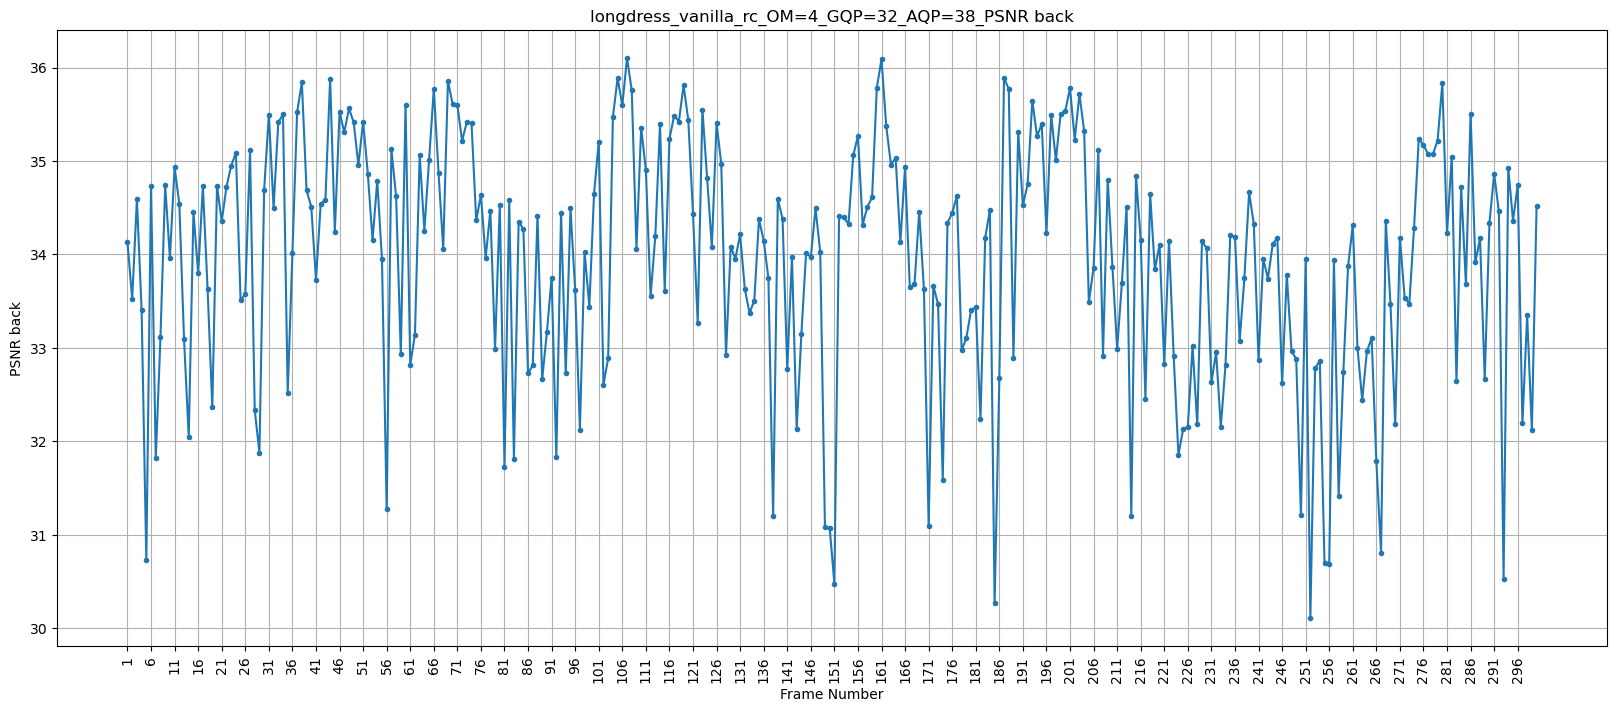 longdress_vanilla_rc_OM=4_GQP=32_AQP=38_PSNR back
36
35
34
33
32
31
30
PSNR back
1 6 11 16 21 26 31 36 41 46 51 56 61 66 71 76 81 86 91 96 101 106 111 116 121 126 131 136 141 146 151 156 161 166 171 176 181 186 191 196 201 206 211 216 221 226 231 236 241 246 251 256 261 266 271 276 281 286 291 296
Frame Number